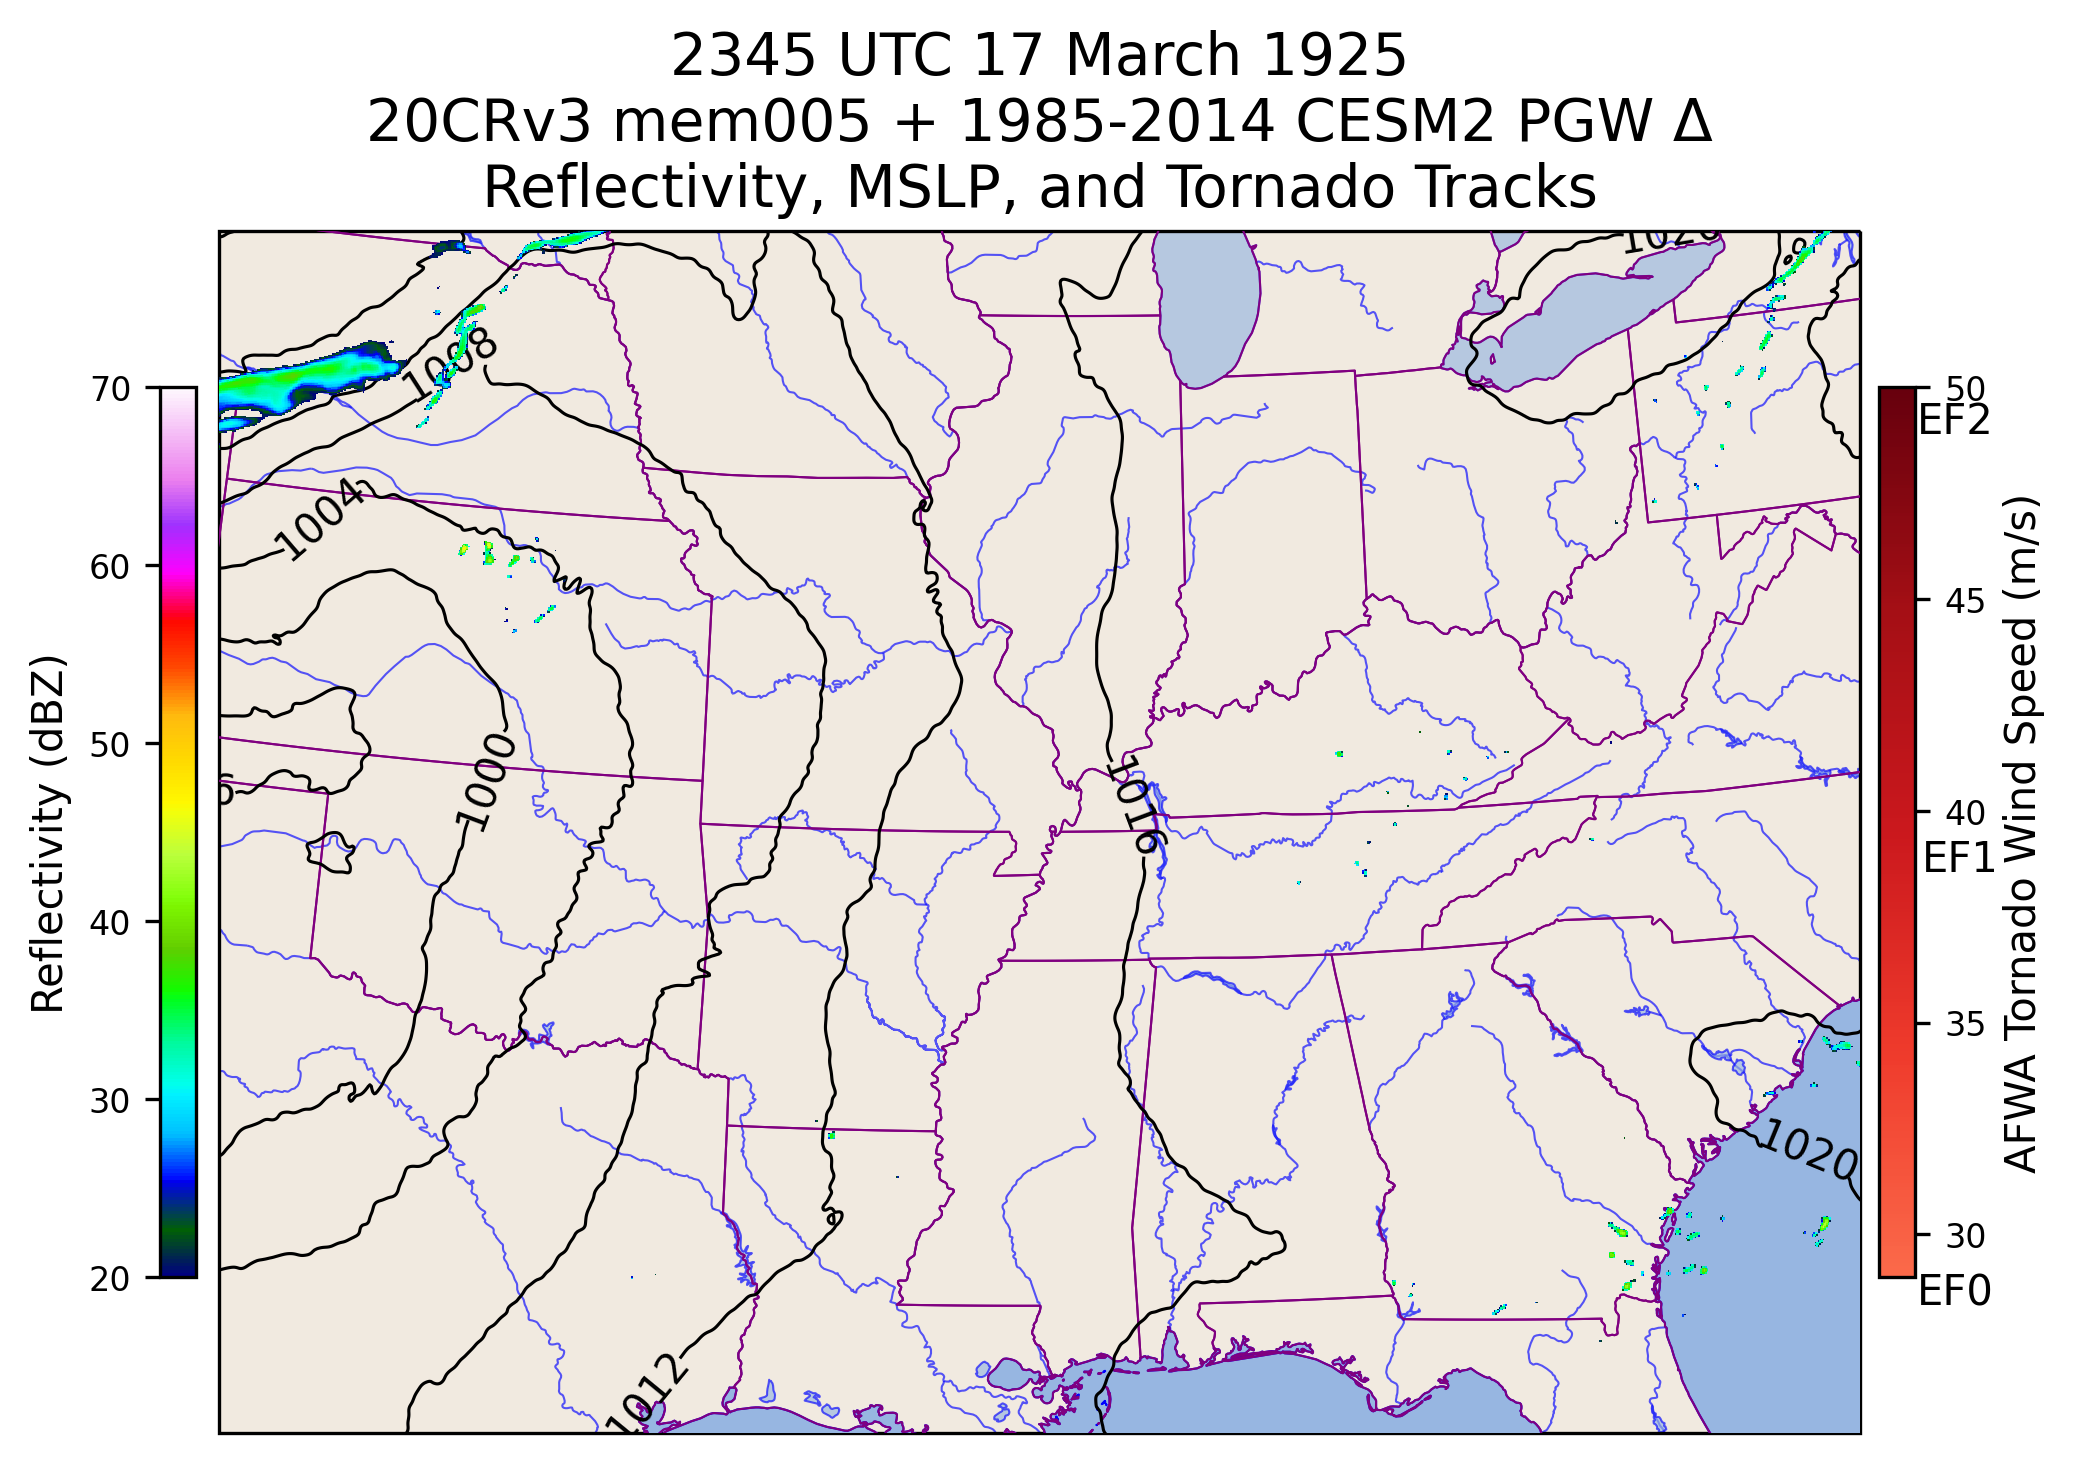 2345 UTC 17 March 1925
20CRv3 mem005 + 1985-2014 CESM2 PGW Δ
Reflectivity, MSLP, and Tornado Tracks
1008
1004
1000
1016
1012
1020
Reflectivity (dBZ)
70
60
50
40
30
20
50
EF2
45
40
EF1
35
30
EF0
AFWA Tornado Wind Speed (m/s)